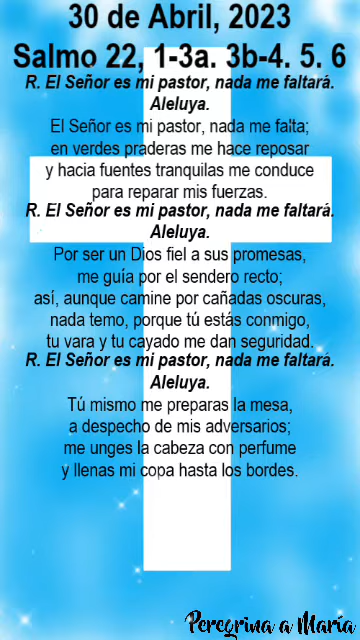 30 de Abril, 2023
Salmo 22, 1-3a. 3b-4. 5. 6
R. El Señor es mi pastor, nada me faltará.
Aleluya.
El Señor es mi pastor, nada me falta;
en verdes praderas me hace reposar
y hacia fuentes tranquilas me conduce
para reparar mis fuerzas.
R. El Señor es mi pastor, nada me faltará.
Aleluya.
Por ser un Dios fiel a sus promesas,
me guía por el sendero recto;
así, aunque camine por cañadas oscuras,
nada temo, porque tú estás conmigo,
tu vara y tu cayado me dan seguridad.
R. El Señor es mi pastor, nada me faltará.
Aleluya.
Tú mismo me preparas la mesa,
a despecho de mis adversarios;
me unges la cabeza con perfume
y llenas mi copa hasta los bordes.
Peregrina a María